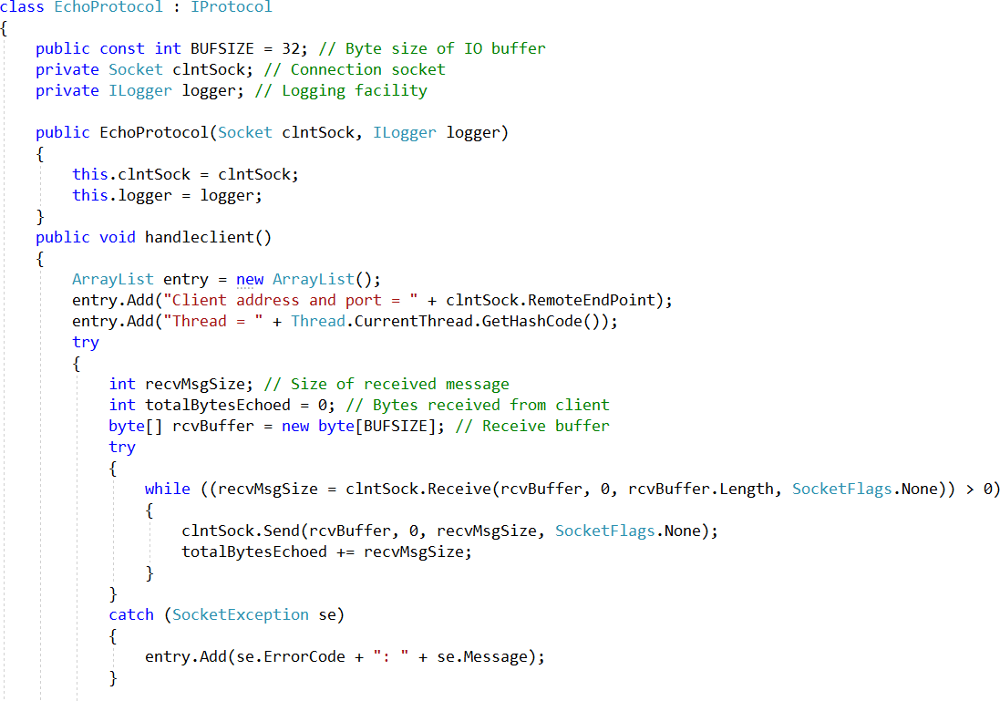 class EchoProtocol : IProtocol
{
    public const int BUFSIZE = 32; // Byte size of IO buffer
    private Socket clntSock; // Connection socket
    private ILogger logger; // Logging facility

    public EchoProtocol(Socket clntSock, ILogger logger)
    {
        this.clntSock = clntSock;
        this.logger = logger;
    }
    public void handleclient()
    {
        ArrayList entry = new ArrayList();
        entry.Add("Client address and port = " + clntSock.RemoteEndPoint);
        entry.Add("Thread = " + Thread.CurrentThread.GetHashCode());
        try
        {
            int recvMsgSize; // Size of received message
            int totalBytesEchoed = 0; // Bytes received from client
            byte[] rcvBuffer = new byte[BUFSIZE]; // Receive buffer
            try
            {
                while ((recvMsgSize = clntSock.Receive(rcvBuffer, 0, rcvBuffer.Length, SocketFlags.None)) > 0)
                {
                    clntSock.Send(rcvBuffer, 0, recvMsgSize, SocketFlags.None);
                    totalBytesEchoed += recvMsgSize;
                }
            }
            catch (SocketException se)
            {
                entry.Add(se.ErrorCode + ": " + se.Message);
            }